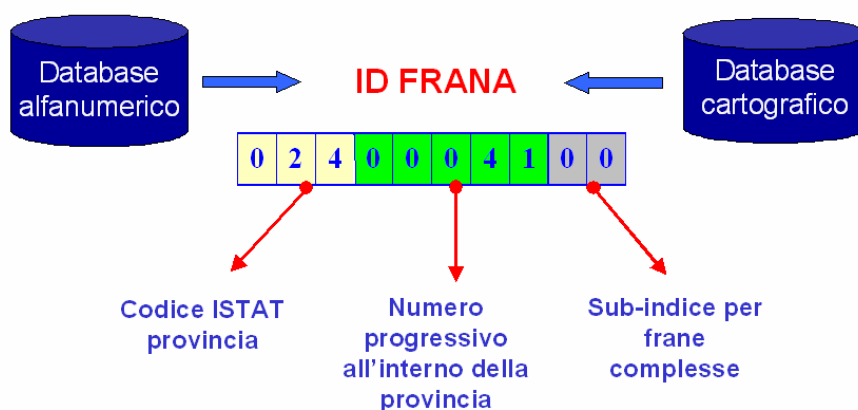 Database
alfanumerico
ID FRANA
Database
cartografico
0 2 4 0 0 0 4 1 0 0
Codice ISTAT
provincia
Numero
progressivo
all'interno della
provincia
Sub-indice per
frane
complesse